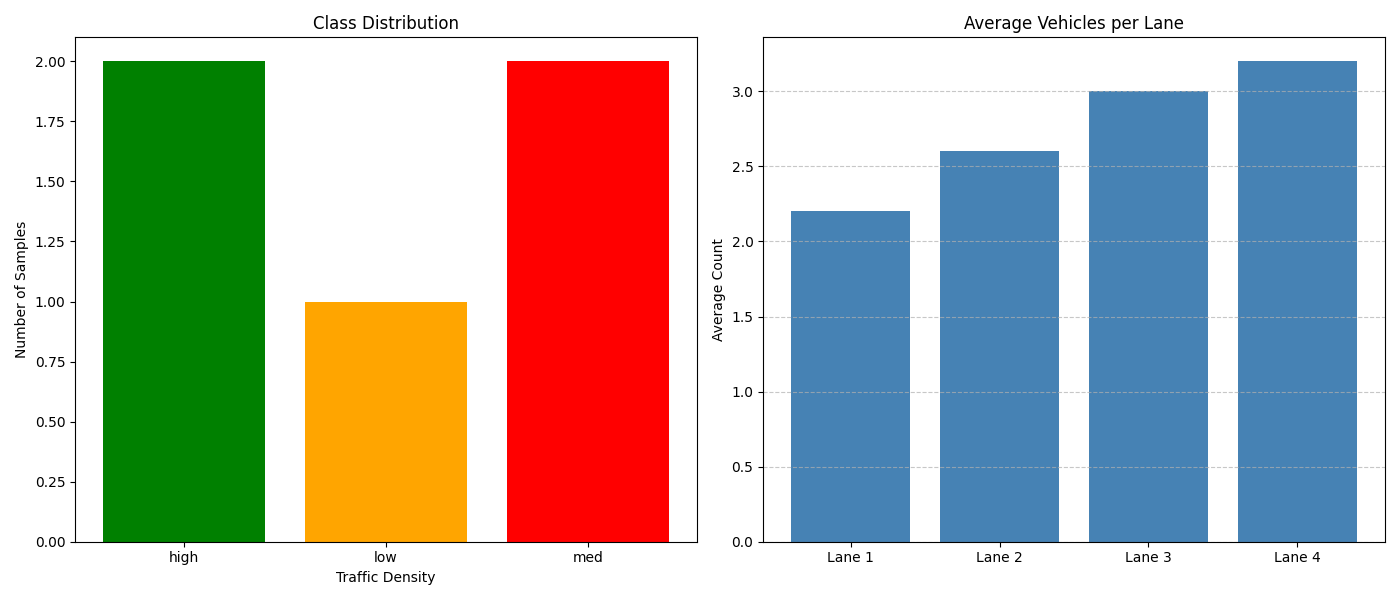 Class Distribution
2.00
1.75
1.50
1.25
1.00
0.75
0.50
0.25
0.00
Number of Samples
high low med
Traffic Density
Average Vehicles per Lane
3.0
2.5
2.0
1.5
1.0
0.5
0.0
Average Count
Lane 1 Lane 2 Lane 3 Lane 4